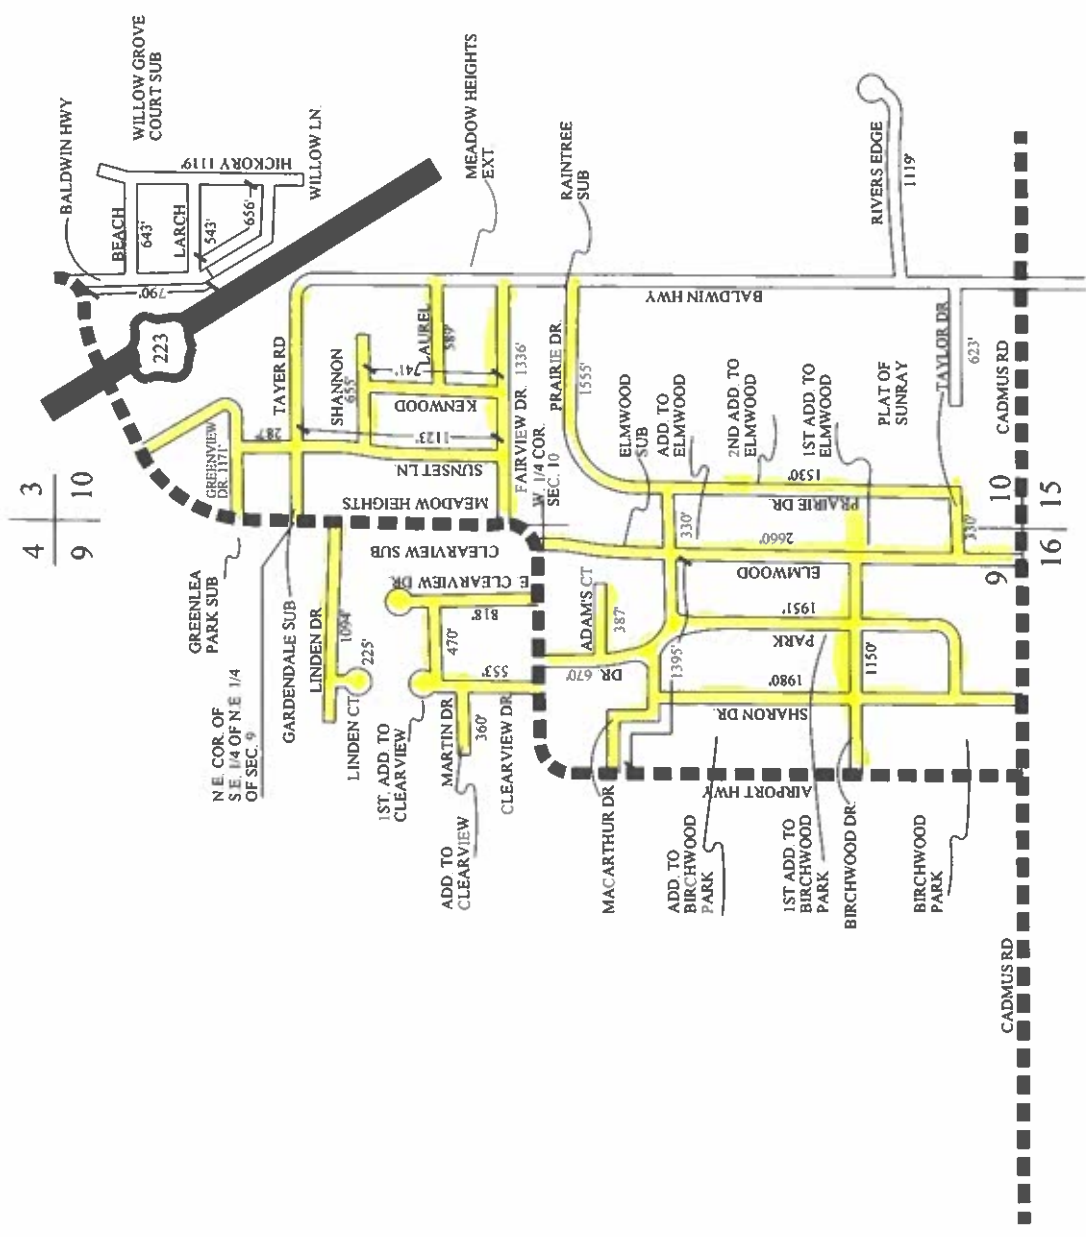 WILLOW GROVE
COURT SUB
BALDWIN HWY
HICKORY 1119'
WILLOW LN.
BEACH
643'
LARCH
543'
656'
790'
223
MEADOW HEIGHTS
EXT.
RAINTREE
SUB
RIVERS EDGE
1119'
BALDWIN HWY
TAYER RD
SHANNON
655'
LAUREL
589'
741'
KENWOOD
1123'
SUNSET LN
287'
MEADOW HEIGHTS
FAIRVIEW DR. 1336'
W. 1/4 COR.
SEC. 10
PRAIRIE DR.
1555'
ELMWOOD
SUB
ADD. TO
ELMWOOD
2ND ADD. TO
ELMWOOD
1ST ADD. TO
ELMWOOD
PLAT OF
SUNRAY
TAYLOR DR
623'
CADMUS RD
GREENVIEW
DR. 1171'
3
10
4
9
GREENLEA
PARK SUB
GARDENDALE SUB
N.E. COR. OF
S.E. 1/4 OF N.E. 1/4
OF SEC. 9
LINDEN DR
1094'
225'
LINDEN CT
CLEARVIEW SUB
E. CLEARVIEW DR.
818'
470'
553'
1ST. ADD. TO
CLEARVIEW
MARTIN DR
360'
CLEARVIEW DR.
ADD TO
CLEARVIEW
ADAM'S CT
387'
DR. 670'
330'
1530'
PRAIRIE DR.
2660'
ELMWOOD
330'
10
15
9
16
1951'
PARK
1395'
1150'
1980'
SHARON DR.
AIRPORT HWY
MACARTHUR DR.
ADD. TO
BIRCHWOOD
PARK
1ST ADD. TO
BIRCHWOOD
PARK
BIRCHWOOD DR.
BIRCHWOOD
PARK
CADMUS RD